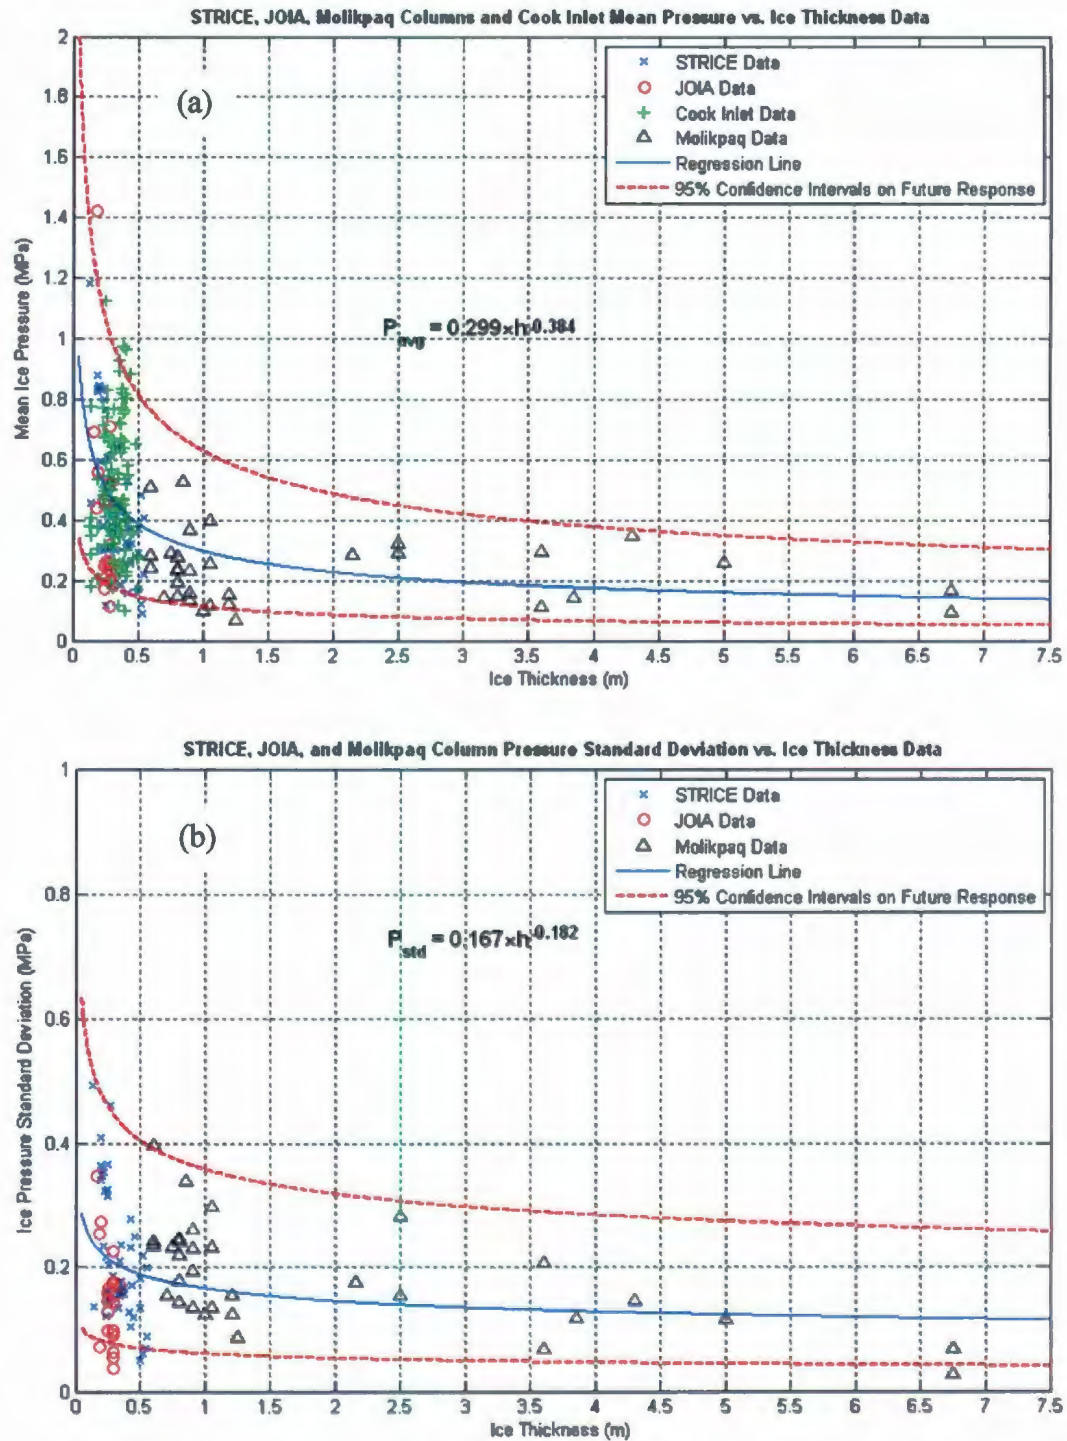 STRICE, JOIA, Molikpaq Columns and Cook Inlet Mean Pressure vs. Ice Thickness Data
2
1.8
1.6
1.4
1.2
1
0.8
0.6
0.4
0.2
0
Mean Ice Pressure (MPa)
(a)
STRICE Data
JOIA Data
Cook Inlet Data
Molikpaq Data
Regression Line
95% Confidence Intervals on Future Response
P_avg = 0.299×h^-0.384
0 0.5 1 1.5 2 2.5 3 3.5 4 4.5 5 5.5 6 6.5 7 7.5
Ice Thickness (m)
STRICE, JOIA, and Molikpaq Column Pressure Standard Deviation vs. Ice Thickness Data
1
0.8
0.6
0.4
0.2
0
Ice Pressure Standard Deviation (MPa)
(b)
STRICE Data
JOIA Data
Molikpaq Data
Regression Line
95% Confidence Intervals on Future Response
P_std = 0.167×h^-0.182
0 0.5 1 1.5 2 2.5 3 3.5 4 4.5 5 5.5 6 6.5 7 7.5
Ice Thickness (m)